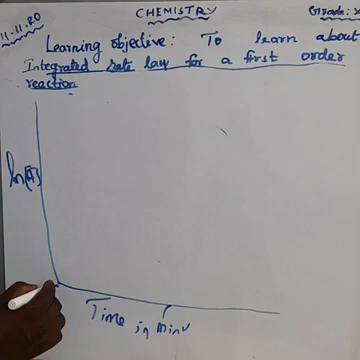 11.11.20
CHEMISTRY
Grade: X
Learning objective: To learn about
Integrated rate law for a first order
reaction
ln[A]
Time in minu